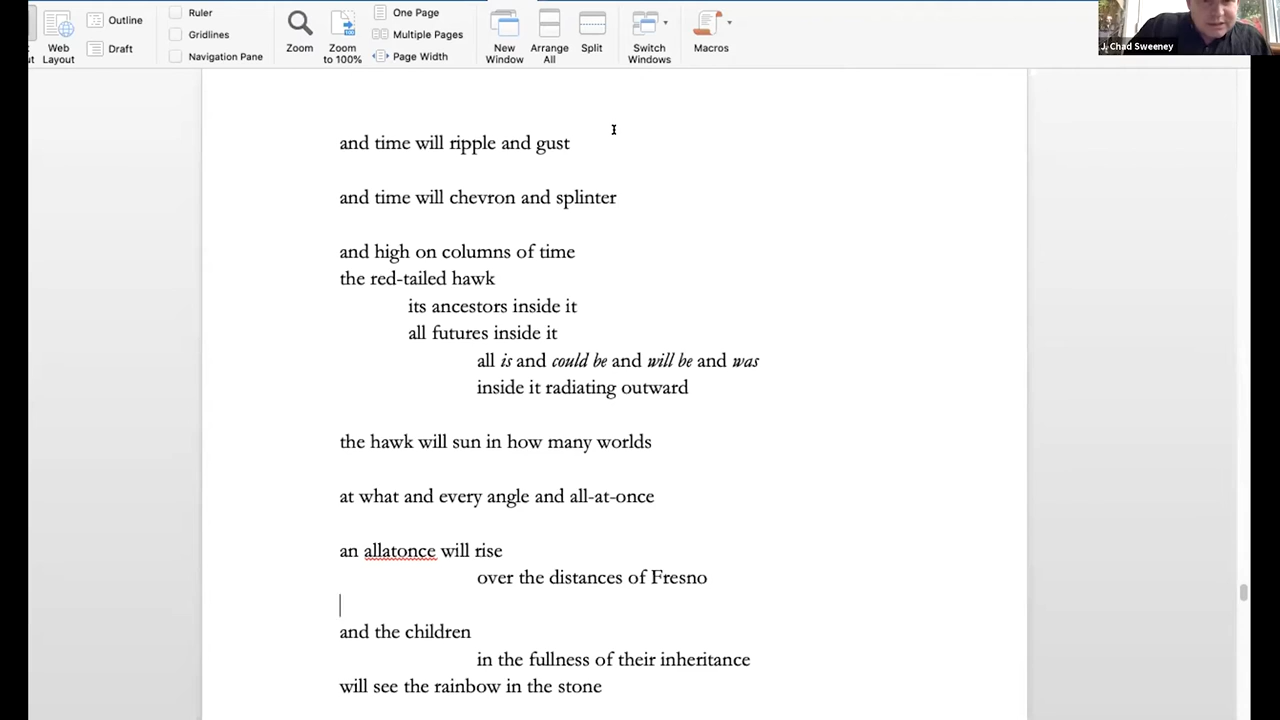 Ruler
One Page
Outline
Gridlines
Multiple Pages
Draft
Navigation Pane
Page Width
Web
Layout
Zoom
Zoom
to 100%
New
Window
Arrange
All
Split
Switch
Windows
Macros
J. Chad Sweeney
and time will ripple and gust
and time will chevron and splinter
and high on columns of time
the red-tailed hawk
its ancestors inside it
all futures inside it
all is and could be and will be and was
inside it radiating outward
the hawk will sun in how many worlds
at what and every angle and all-at-once
an allatonce will rise
over the distances of Fresno
and the children
in the fullness of their inheritance
will see the rainbow in the stone